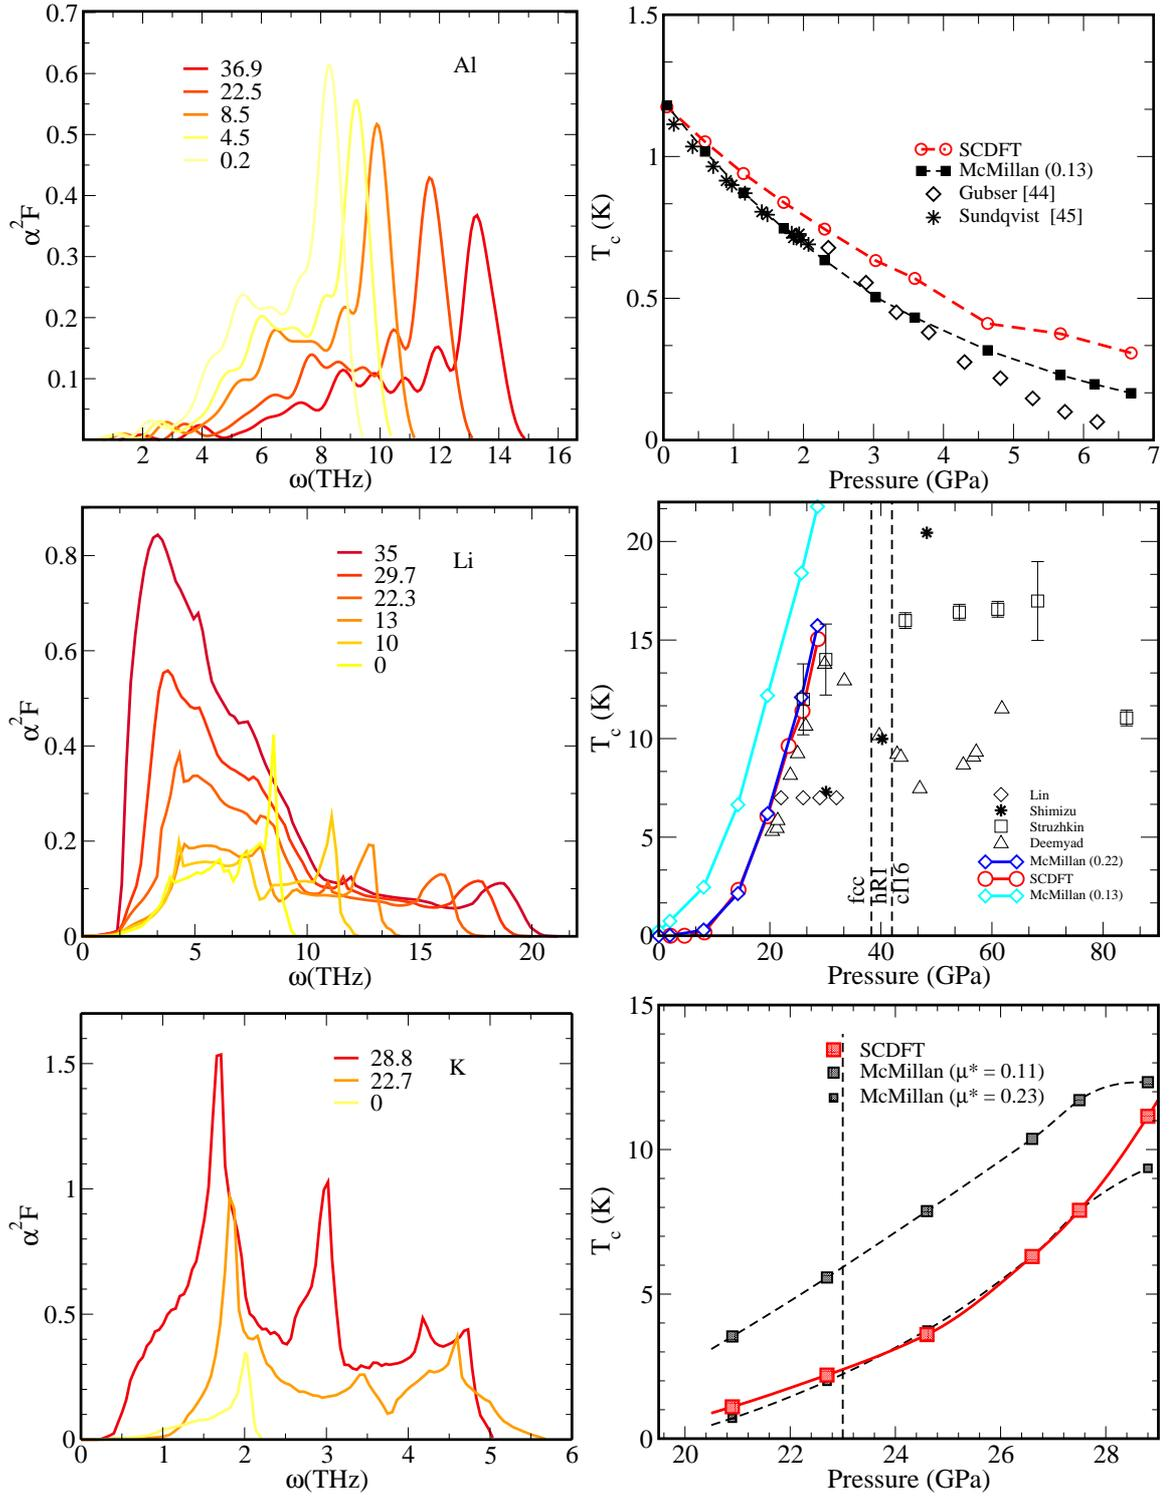 0.7
0.6
0.5
0.4
0.3
0.2
0.1
α²F
36.9
22.5
8.5
4.5
0.2
Al
2 4 6 8 10 12 14 16
ω(THz)
1.5
1
0.5
0
T_c (K)
SCDFT
McMillan (0.13)
Gubser [44]
Sundqvist [45]
0 1 2 3 4 5 6 7
Pressure (GPa)
0.8
0.6
0.4
0.2
0
α²F
35
29.7
22.3
13
10
0
Li
0 5 10 15 20
ω(THz)
20
15
10
5
0
T_c (K)
fcc
hRI
cI16
Lin
Shimizu
Struzhkin
Deemyad
McMillan (0.22)
SCDFT
McMillan (0.13)
0 20 40 60 80
Pressure (GPa)
1.5
1
0.5
0
α²F
28.8
22.7
0
K
0 1 2 3 4 5 6
ω(THz)
15
10
5
0
T_c (K)
SCDFT
McMillan (μ* = 0.11)
McMillan (μ* = 0.23)
20 22 24 26 28
Pressure (GPa)